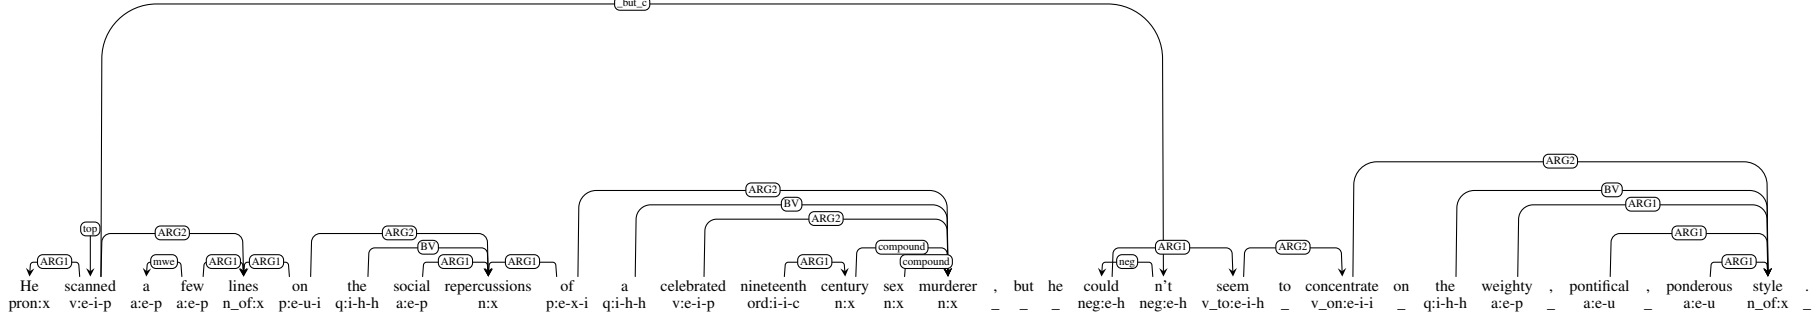 _but_c
ARG2
ARG2 BV
BV ARG1
top ARG2 ARG2 ARG2 ARG1
BV compound ARG1 ARG2
ARG1 mwe ARG1 ARG1 ARG1 ARG1 ARG1 compound neg ARG1
He scanned a few lines on the social repercussions of a celebrated nineteenth century sex murderer , but he could n't seem to concentrate on the weighty , pontifical , ponderous style .
pron:x v:e-i-p a:e-p a:e-p n_of:x p:e-u-i q:i-h-h a:e-p n:x p:e-x-i q:i-h-h v:e-i-p ord:i-i-c n:x n:x n:x _ _ _ neg:e-h neg:e-h v_to:e-i-h _ v_on:e-i-i _ q:i-h-h a:e-p _ a:e-u _ a:e-u n_of:x _